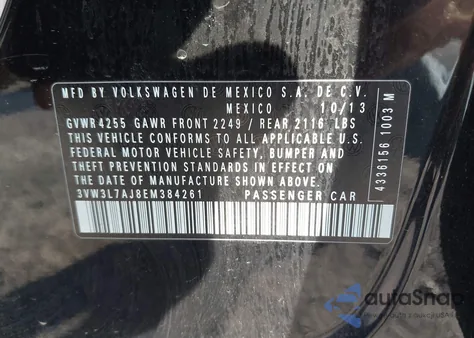 MFD BY VOLKSWAGEN DE MEXICO S.A. DE C.V.
MEXICO 10/13
GVWR 4255 GAWR FRONT 2249 / REAR 2116 LBS
THIS VEHICLE CONFORMS TO ALL APPLICABLE U.S.
FEDERAL MOTOR VEHICLE SAFETY, BUMPER AND
THEFT PREVENTION STANDARDS IN EFFECT ON
THE DATE OF MANUFACTURE SHOWN ABOVE.
3VW3L7AJ8EM384261 PASSENGER CAR
4336156 1003 M
autoSnap